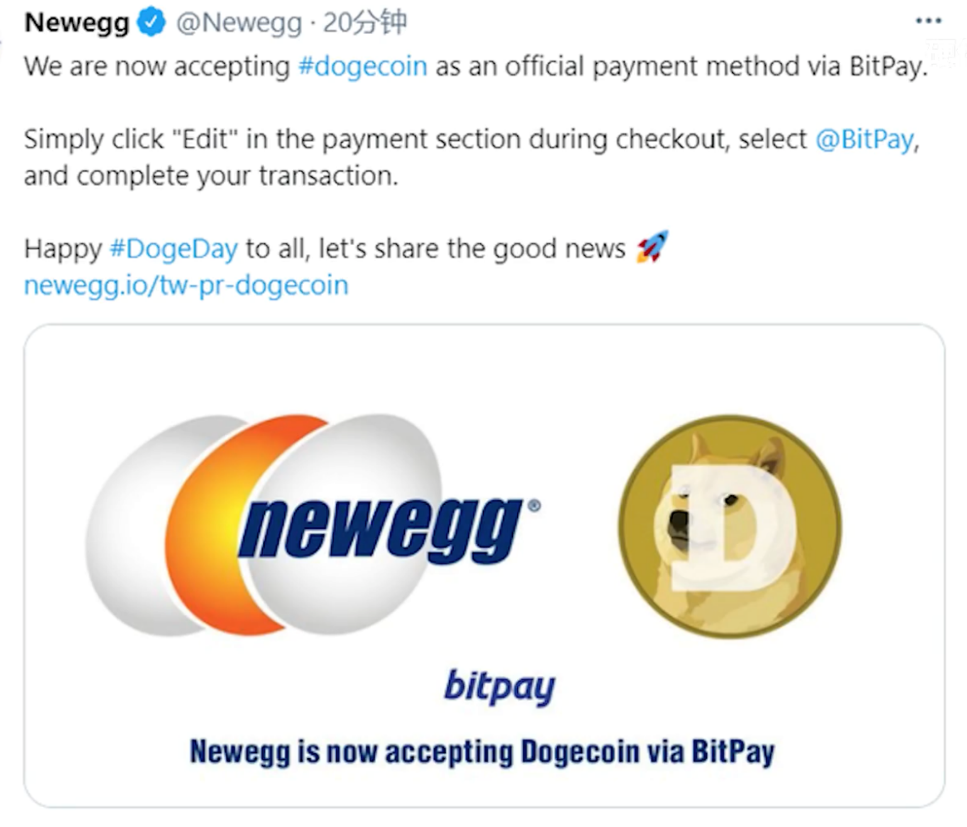 Newegg @Newegg · 20分钟
We are now accepting #dogecoin as an official payment method via BitPay.
Simply click "Edit" in the payment section during checkout, select @BitPay,
and complete your transaction.
Happy #DogeDay to all, let's share the good news 🚀
newegg.io/tw-pr-dogecoin
newegg®
D
bitpay
Newegg is now accepting Dogecoin via BitPay